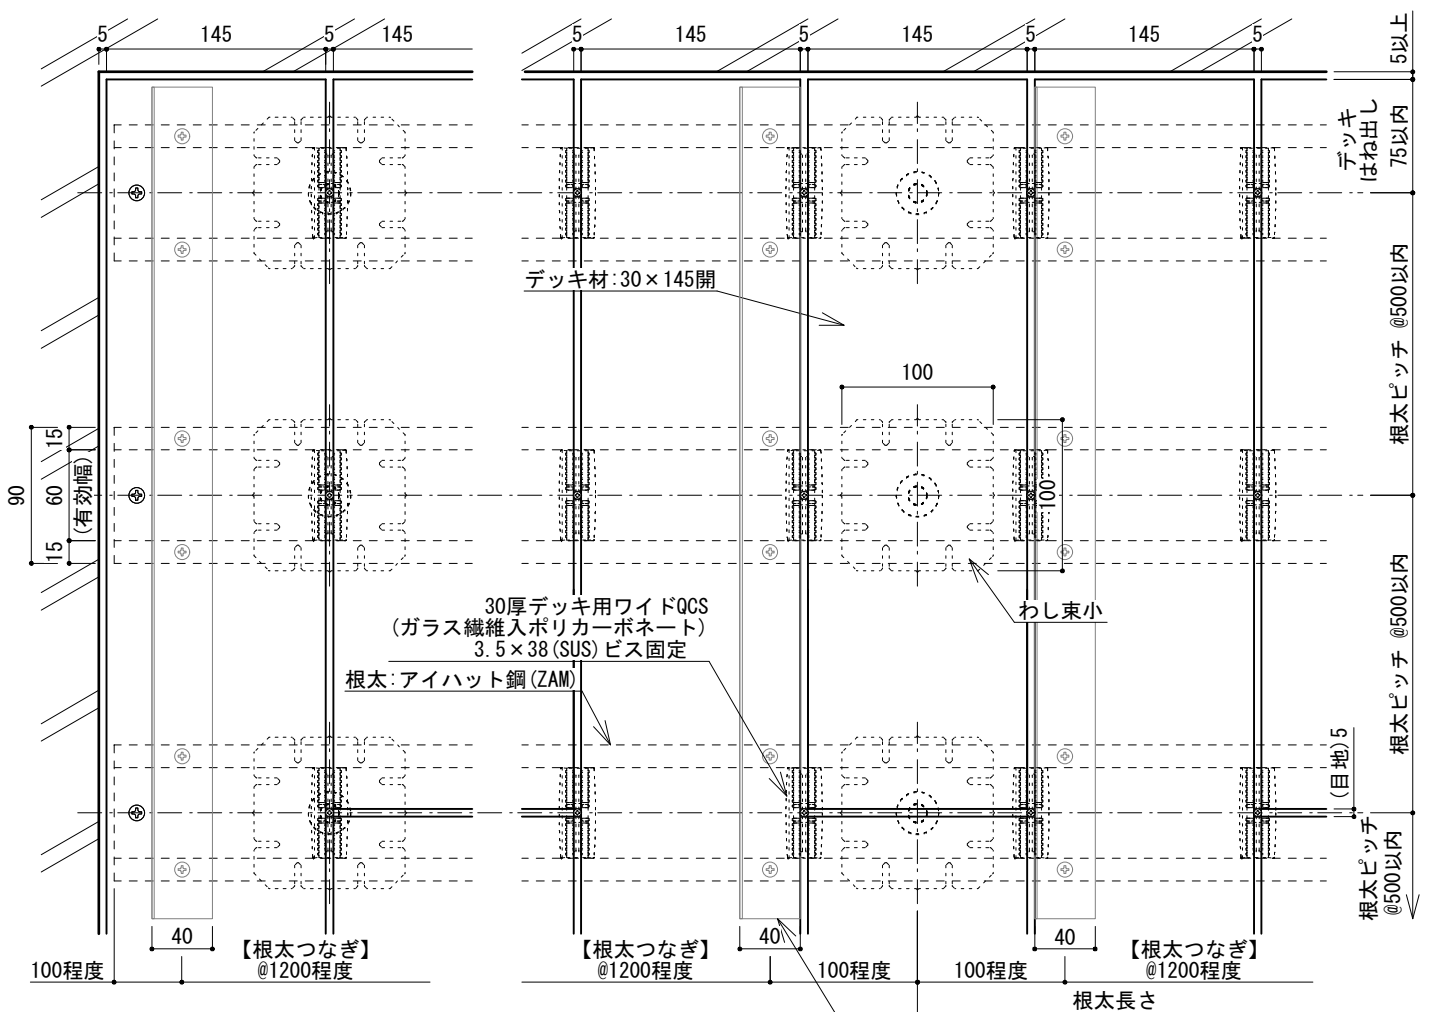 5
145
5
145
5
145
5
145
5
145
5
5以上
デッキ
はね出し
75以内
デッキ材:30×145開
根太ピッチ @500以内
100
100
15
60
15
(有効幅)
90
30厚デッキ用ワイドQCS
(ガラス繊維入ポリカーボネート)
3.5×38(SUS)ビス固定
わし束小
根太:アイハット鋼(ZAM)
根太ピッチ @500以内
(目地)5
根太ピッチ
@500以内
40
【根太つなぎ】
@1200程度
100程度
40
【根太つなぎ】
@1200程度
100程度
100程度
40
【根太つなぎ】
@1200程度
根太長さ